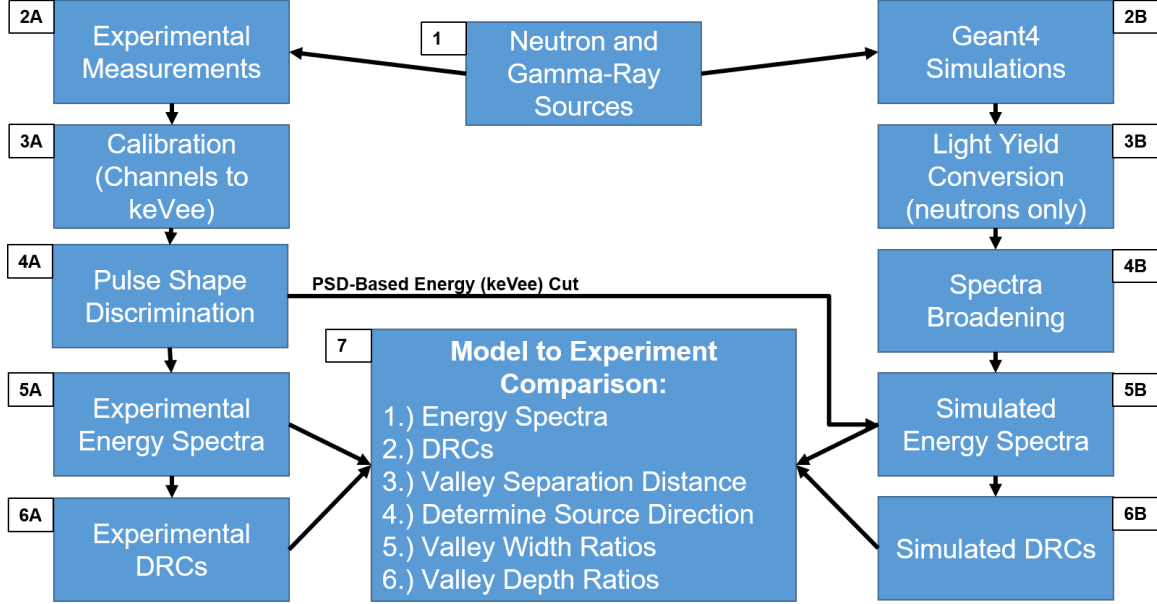 2A
Experimental
Measurements
1
Neutron and
Gamma-Ray
Sources
2B
Geant4
Simulations
3A
Calibration
(Channels to
keVee)
3B
Light Yield
Conversion
(neutrons only)
4A
Pulse Shape
Discrimination
PSD-Based Energy (keVee) Cut
4B
Spectra
Broadening
5A
Experimental
Energy Spectra
7
Model to Experiment
Comparison:
1.) Energy Spectra
2.) DRCs
3.) Valley Separation Distance
4.) Determine Source Direction
5.) Valley Width Ratios
6.) Valley Depth Ratios
5B
Simulated
Energy Spectra
6A
Experimental
DRCs
6B
Simulated DRCs